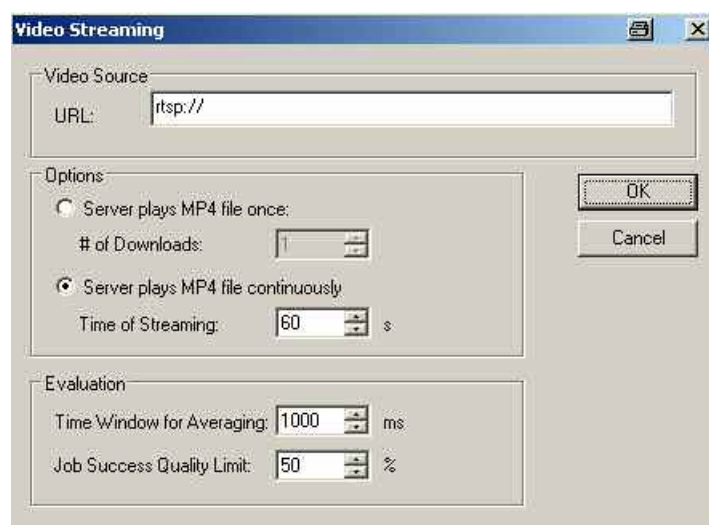 Video Streaming
Video Source
URL: rtsp://
Options
Server plays MP4 file once:
# of Downloads: 1
Server plays MP4 file continuously
Time of Streaming: 60 s
OK
Cancel
Evaluation
Time Window for Averaging: 1000 ms
Job Success Quality Limit: 50 %